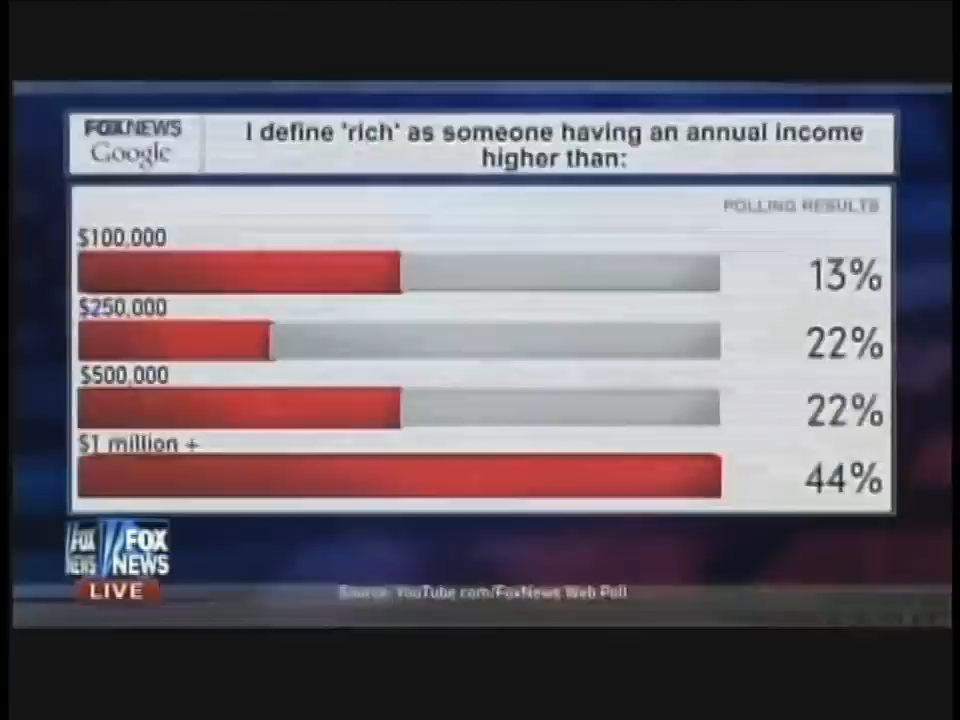 FOX NEWS
Google
I define 'rich' as someone having an annual income
higher than:
POLLING RESULTS
$100,000
13%
$250,000
22%
$500,000
22%
$1 million +
44%
FOX
NEWS
FOX
NEWS
LIVE
Source: YouTube.com/FoxNews Web Poll